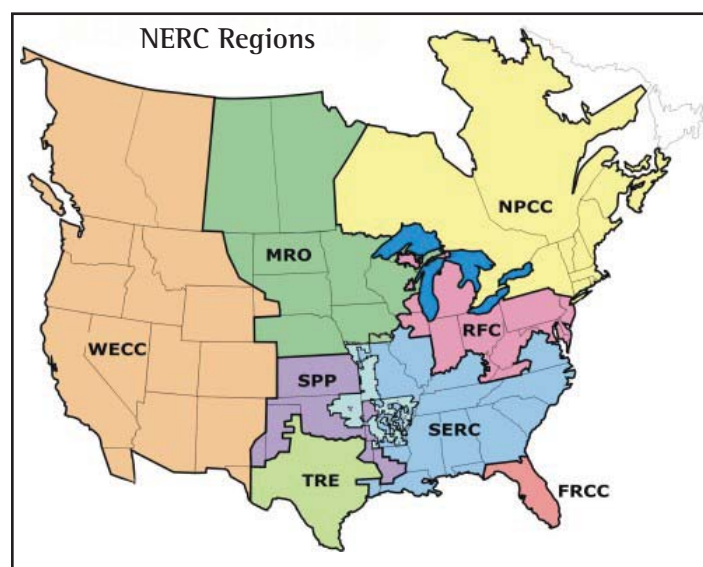 NERC Regions
NPCC
MRO
RFC
WECC
SPP
SERC
TRE
FRCC